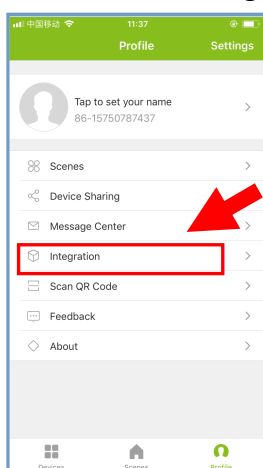 中国移动 11:37
Profile Settings
Tap to set your name
86-15750787437
Scenes
Device Sharing
Message Center
Integration
Scan QR Code
Feedback
About
Devices Scenes Profile